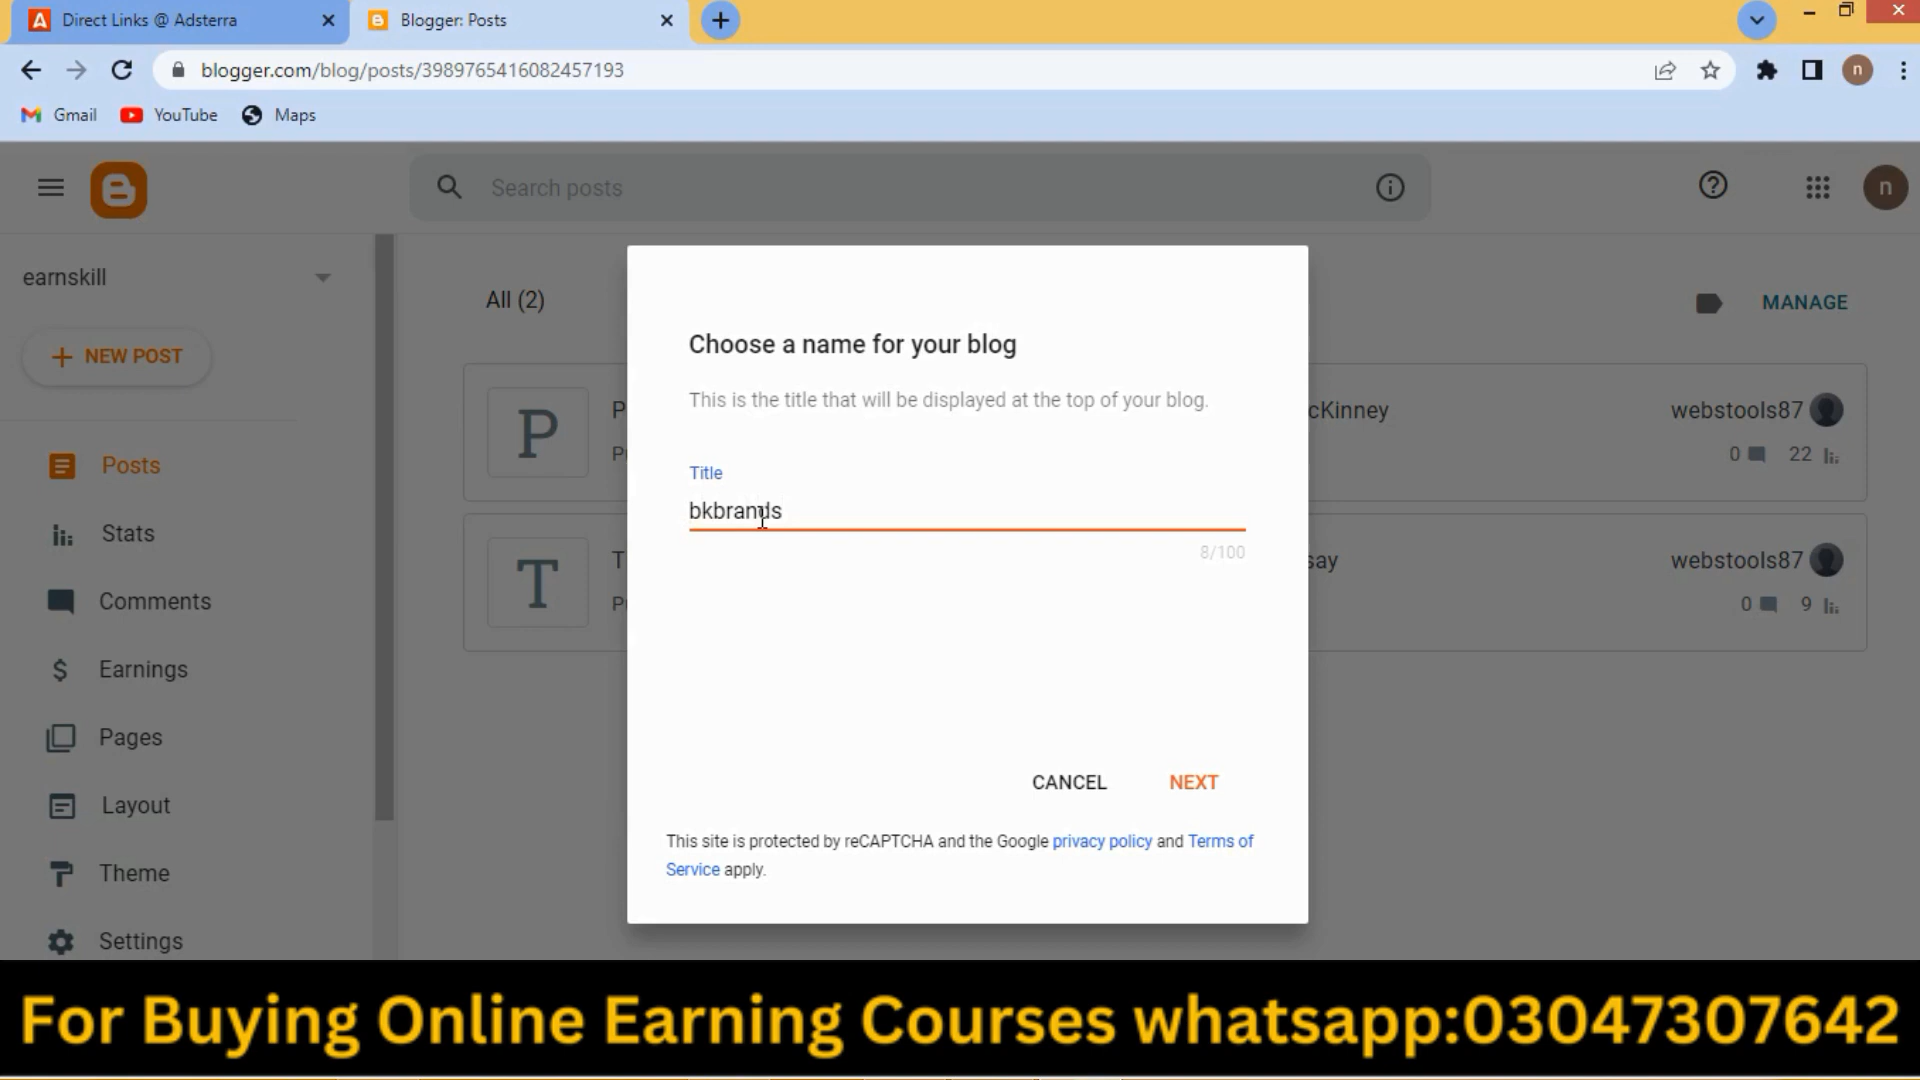 Direct Links @ Adsterra
Blogger: Posts
blogger.com/blog/posts/3989765416082457193
n
Gmail
YouTube
Maps
Search posts
n
earnskill
All (2)
MANAGE
NEW POST
Choose a name for your blog
This is the title that will be displayed at the top of your blog.
P
P
cKinney
webstools87
P
0
22
Title
bkbrands
8/100
T
T
say
webstools87
P
0
9
Posts
Stats
Comments
Earnings
Pages
Layout
Theme
Settings
CANCEL
NEXT
This site is protected by reCAPTCHA and the Google privacy policy and Terms of
Service apply.
For Buying Online Earning Courses whatsapp:03047307642